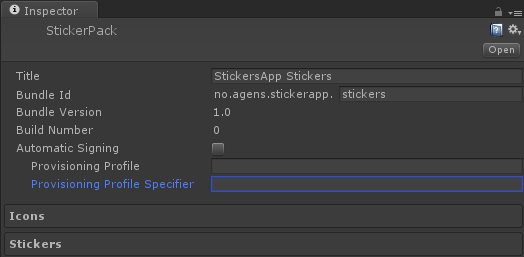 Inspector
StickerPack
Open
Title StickersApp Stickers
Bundle Id no.agens.stickerapp. stickers
Bundle Version 1.0
Build Number 0
Automatic Signing
Provisioning Profile
Provisioning Profile Specifier
Icons
Stickers